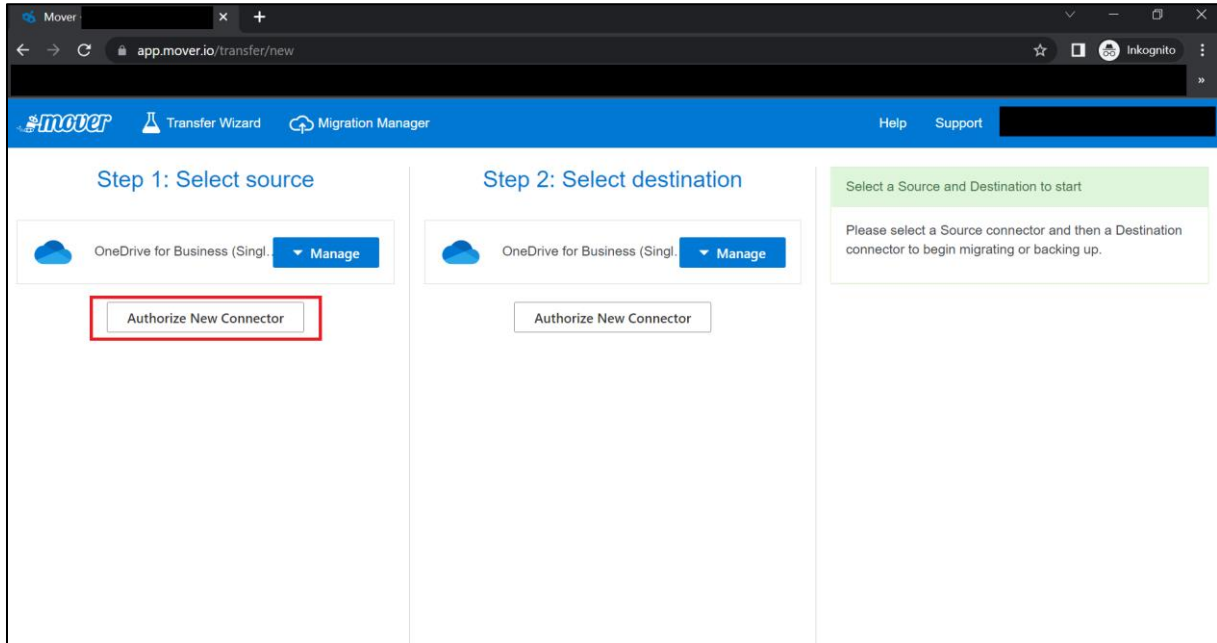 Mover
app.mover.io/transfer/new
Inkognito
mover
Transfer Wizard
Migration Manager
Help
Support
Step 1: Select source
OneDrive for Business (Singl...
Manage
Authorize New Connector
Step 2: Select destination
OneDrive for Business (Singl.
Manage
Authorize New Connector
Select a Source and Destination to start
Please select a Source connector and then a Destination
connector to begin migrating or backing up.